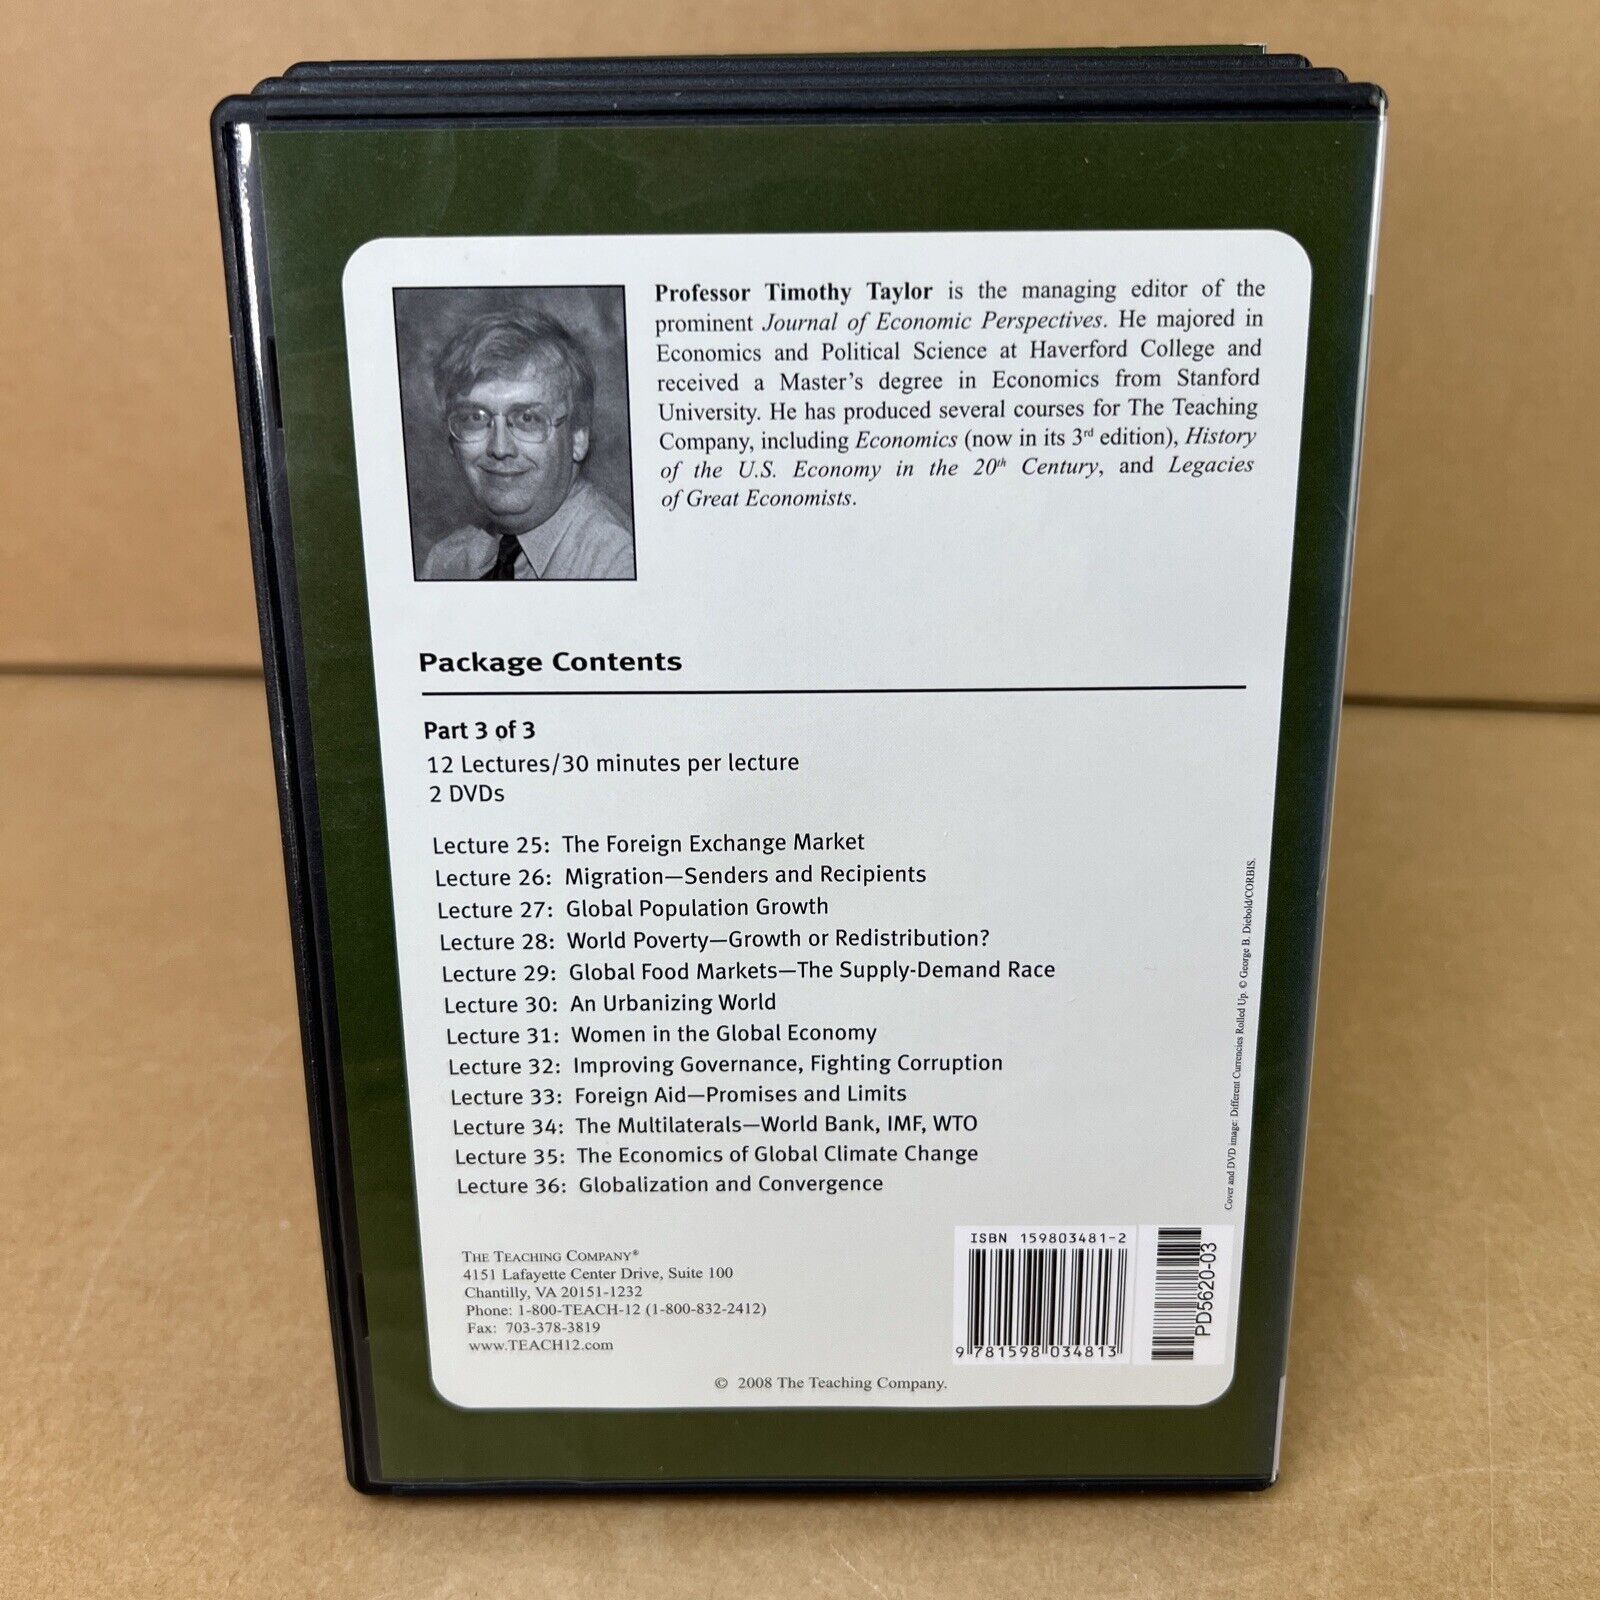 Professor Timothy Taylor is the managing editor of the
prominent Journal of Economic Perspectives. He majored in
Economics and Political Science at Haverford College and
received a Master's degree in Economics from Stanford
University. He has produced several courses for The Teaching
Company, including Economics (now in its 3rd edition), History
of the U.S. Economy in the 20th Century, and Legacies
of Great Economists.
Package Contents
Part 3 of 3
12 Lectures/30 minutes per lecture
2 DVDs
Lecture 25: The Foreign Exchange Market
Lecture 26: Migration—Senders and Recipients
Lecture 27: Global Population Growth
Lecture 28: World Poverty—Growth or Redistribution?
Lecture 29: Global Food Markets—The Supply-Demand Race
Lecture 30: An Urbanizing World
Lecture 31: Women in the Global Economy
Lecture 32: Improving Governance, Fighting Corruption
Lecture 33: Foreign Aid—Promises and Limits
Lecture 34: The Multilaterals—World Bank, IMF, WTO
Lecture 35: The Economics of Global Climate Change
Lecture 36: Globalization and Convergence
Cover and DVD image: Different Currencies Rolled Up. © George B. Diebold/CORBIS.
THE TEACHING COMPANY®
4151 Lafayette Center Drive, Suite 100
Chantilly, VA 20151-1232
Phone: 1-800-TEACH-12 (1-800-832-2412)
Fax: 703-378-3819
www.TEACH12.com
ISBN 159803481-2
9 781598 034813
PD5620-03
© 2008 The Teaching Company.